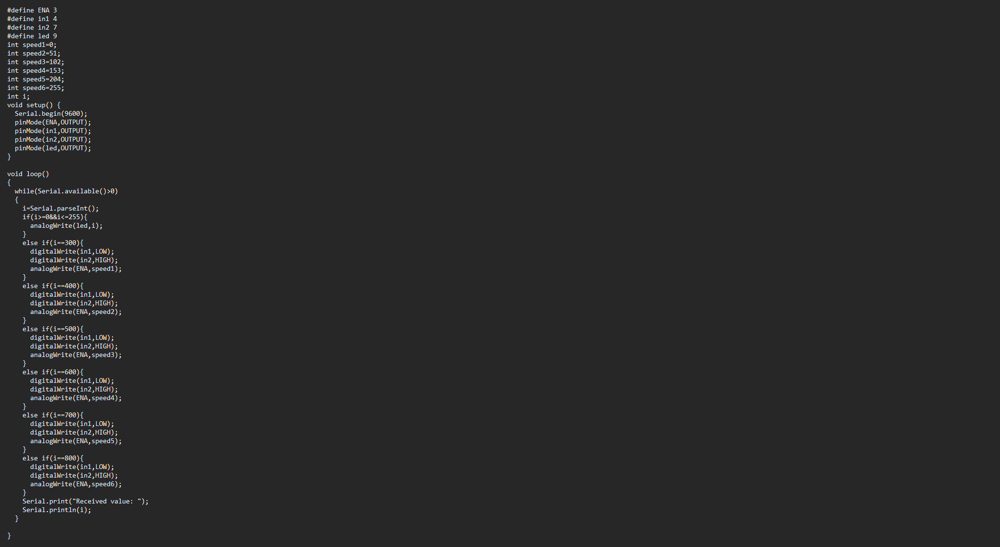 #define ENA 3
#define in1 4
#define in2 7
#define led 9
int speed1=0;
int speed2=51;
int speed3=102;
int speed4=153;
int speed5=204;
int speed6=255;
int i;
void setup() {
  Serial.begin(9600);
  pinMode(ENA,OUTPUT);
  pinMode(in1,OUTPUT);
  pinMode(in2,OUTPUT);
  pinMode(led,OUTPUT);
}

void loop()
{
  while(Serial.available()>0)
  {
    i=Serial.parseInt();
    if(i>=0&&i<=255){
      analogWrite(led,i);
    }
    else if(i==300){
      digitalWrite(in1,LOW);
      digitalWrite(in2,HIGH);
      analogWrite(ENA,speed1);
    }
    else if(i==400){
      digitalWrite(in1,LOW);
      digitalWrite(in2,HIGH);
      analogWrite(ENA,speed2);
    }
    else if(i==500){
      digitalWrite(in1,LOW);
      digitalWrite(in2,HIGH);
      analogWrite(ENA,speed3);
    }
    else if(i==600){
      digitalWrite(in1,LOW);
      digitalWrite(in2,HIGH);
      analogWrite(ENA,speed4);
    }
    else if(i==700){
      digitalWrite(in1,LOW);
      digitalWrite(in2,HIGH);
      analogWrite(ENA,speed5);
    }
    else if(i==800){
      digitalWrite(in1,LOW);
      digitalWrite(in2,HIGH);
      analogWrite(ENA,speed6);
    }
    Serial.print("Received value: ");
    Serial.println(i);
  }

}